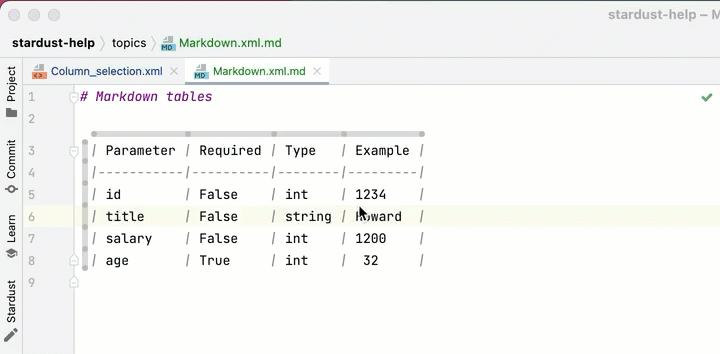 stardust-help – M
stardust-help topics Markdown.xml.md
Column_selection.xml Markdown.xml.md
Project
Commit
Learn
Stardust
1 # Markdown tables
2
3 | Parameter | Required | Type | Example |
4 |-----------|----------|--------|---------|
5 | id | False | int | 1234 |
6 | title | False | string | Howard |
7 | salary | False | int | 1200 |
8 | age | True | int | 32 |
9